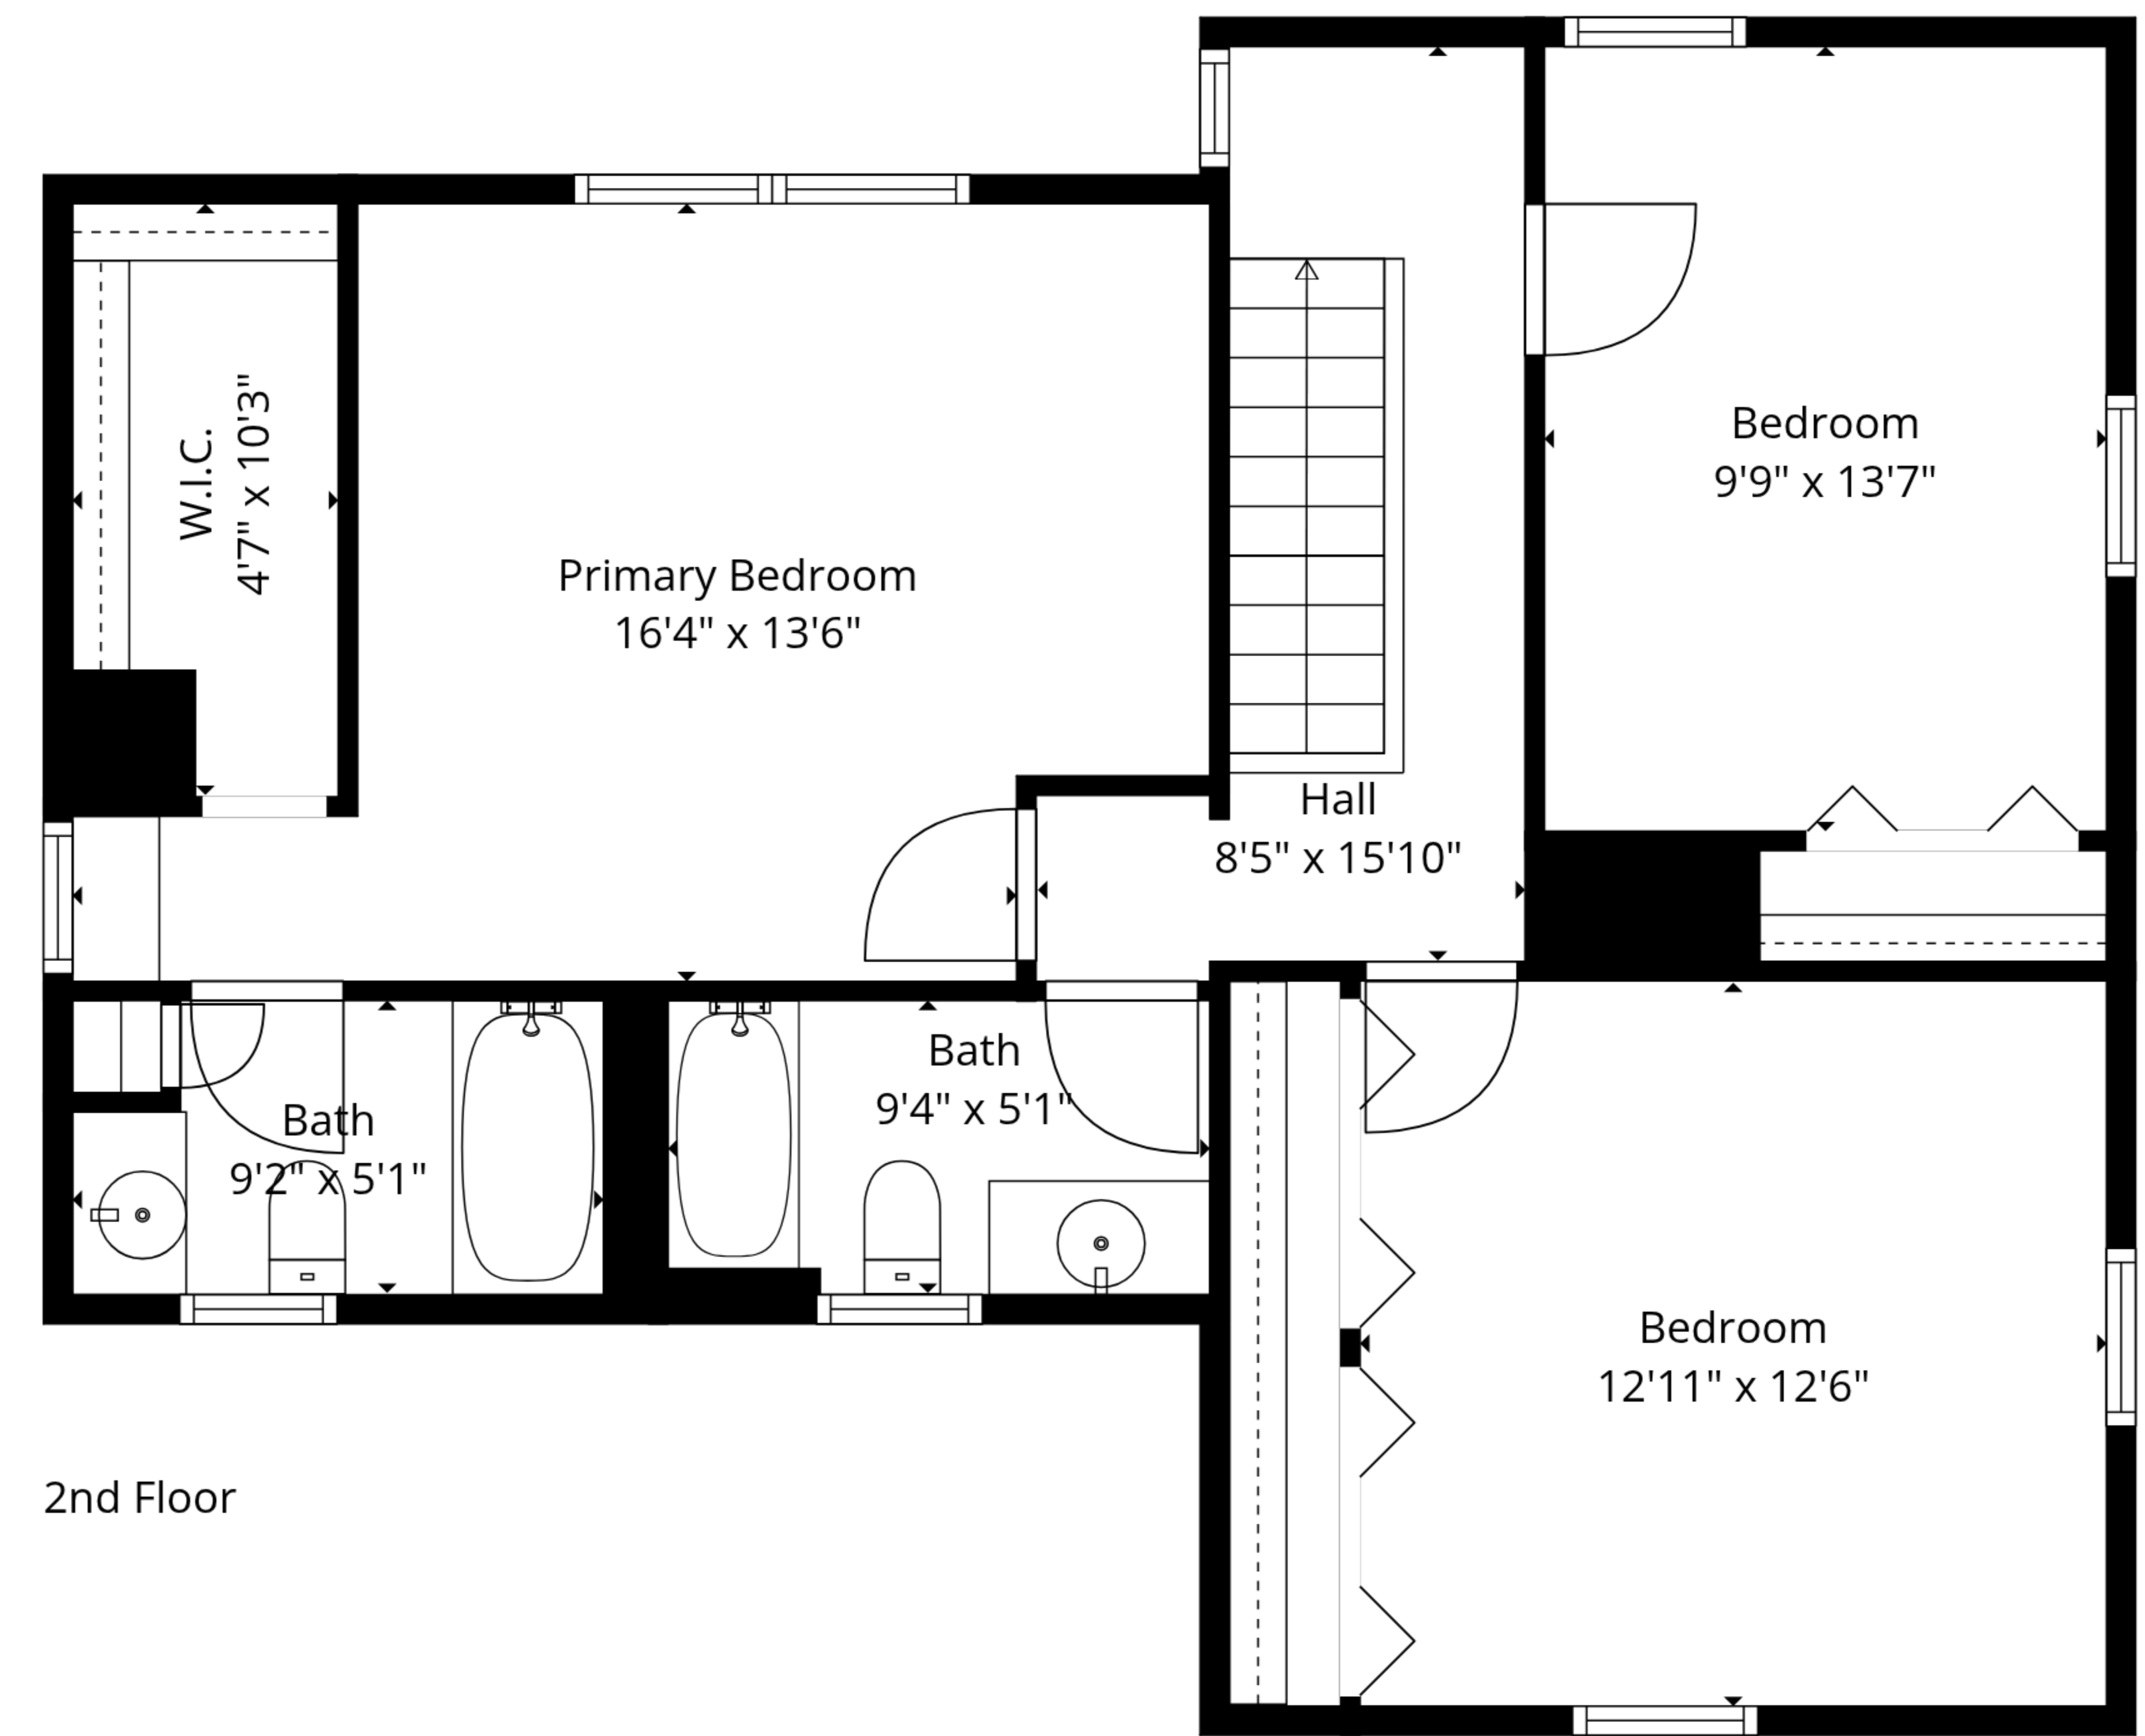 W.I.C.
4'7" x 10'3"
Primary Bedroom
16'4" x 13'6"
Bedroom
9'9" x 13'7"
Hall
8'5" x 15'10"
Bath
9'2" x 5'1"
Bath
9'4" x 5'1"
Bedroom
12'11" x 12'6"
2nd Floor